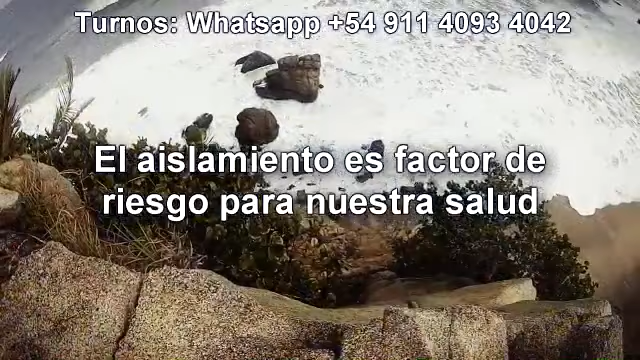 Turnos: Whatsapp +54 911 4093 4042
El aislamiento es factor de
riesgo para nuestra salud